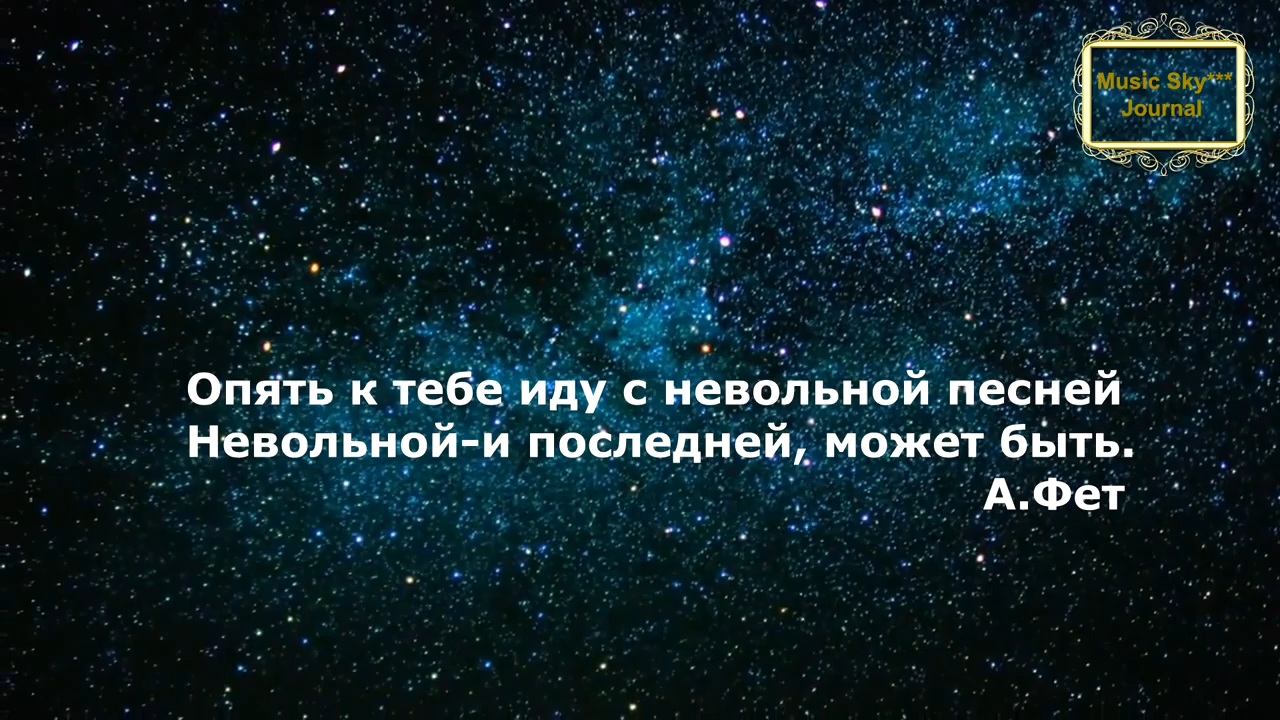 Music Sky***
Journal
Опять к тебе иду с невольной песней
Невольной-и последней, может быть.
А.Фет